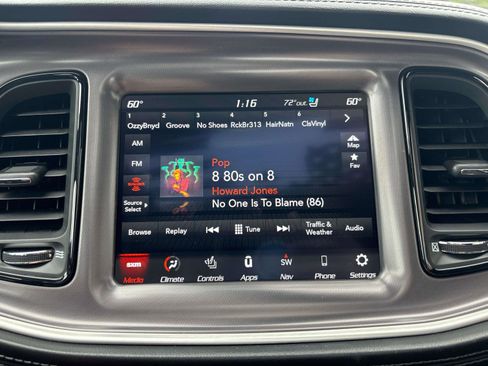 60° 1:16 72°out. 60°
1 2 3 4 5 6
OzzyBnyd Groove No Shoes RckBr313 HairNatn ClsVinyl
AM
Map
FM
Pop
8 80s on 8
Fav
Howard Jones
Source
Select
No One Is To Blame (86)
Browse Replay Tune Traffic &
Weather Audio
sxm SW
Media Climate Controls Apps Nav Phone Settings